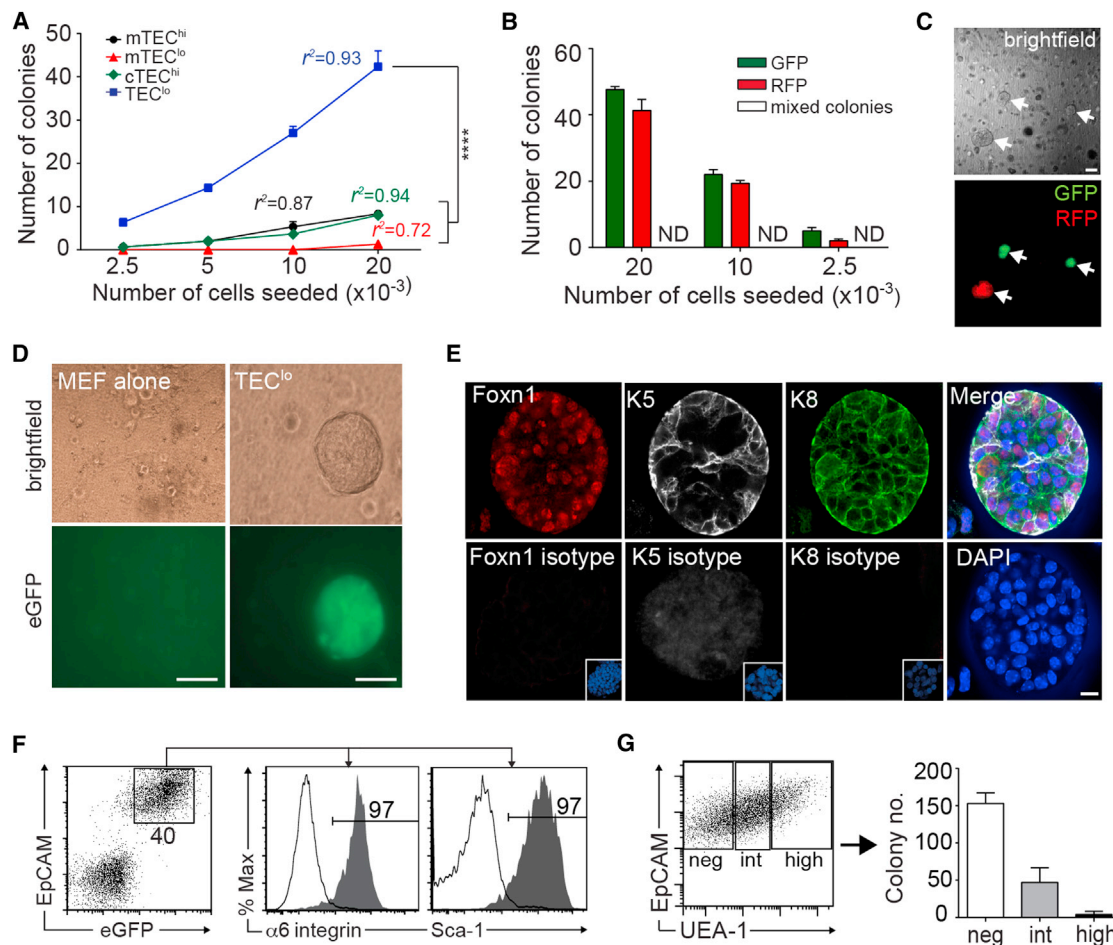 A
Number of colonies
50
40
30
20
10
0
mTEC^hi
mTEC^lo
cTEC^hi
TEC^lo
r²=0.93
****
r²=0.94
r²=0.87
r²=0.72
2.5 5 10 20
Number of cells seeded (x10⁻³)
B
Number of colonies
60
40
20
0
GFP
RFP
mixed colonies
ND ND ND
20 10 2.5
Number of cells seeded (x10⁻³)
C
brightfield
GFP
RFP
D
MEF alone
TEC^lo
brightfield
eGFP
E
Foxn1
K5
K8
Merge
Foxn1 isotype
K5 isotype
K8 isotype
DAPI
F
EpCAM
40
eGFP
% Max
97
α6 integrin
97
Sca-1
G
EpCAM
neg int high
UEA-1
Colony no.
200
150
100
50
0
neg int high